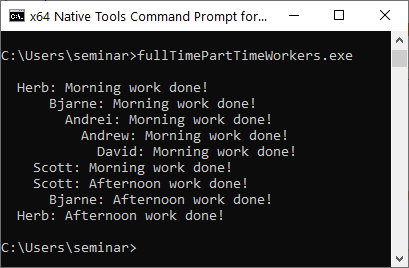 x64 Native Tools Command Prompt for...
C:\Users\seminar>fullTimePartTimeWorkers.exe
Herb: Morning work done!
Bjarne: Morning work done!
Andrei: Morning work done!
Andrew: Morning work done!
David: Morning work done!
Scott: Morning work done!
Scott: Afternoon work done!
Bjarne: Afternoon work done!
Herb: Afternoon work done!
C:\Users\seminar>